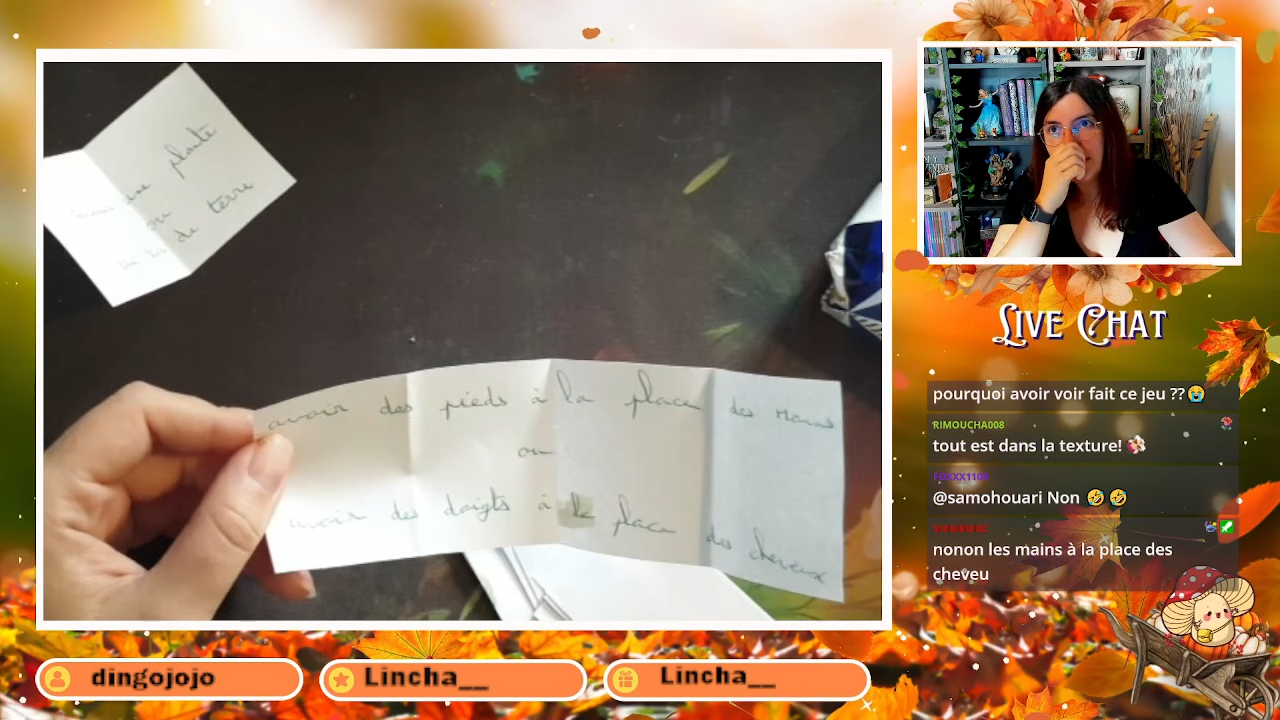 une plante
ou
de terre
avoir des pieds à la place des mains
ou
avoir des doigts à la place des cheveux
LIVE CHAT
pourquoi avoir voir fait ce jeu ??😭
RIMOUCHA008
tout est dans la texture!
@samohouari Non 🤣 🤣
nonon les mains à la place des
cheveu
dingojojo
Lincha__
Lincha__